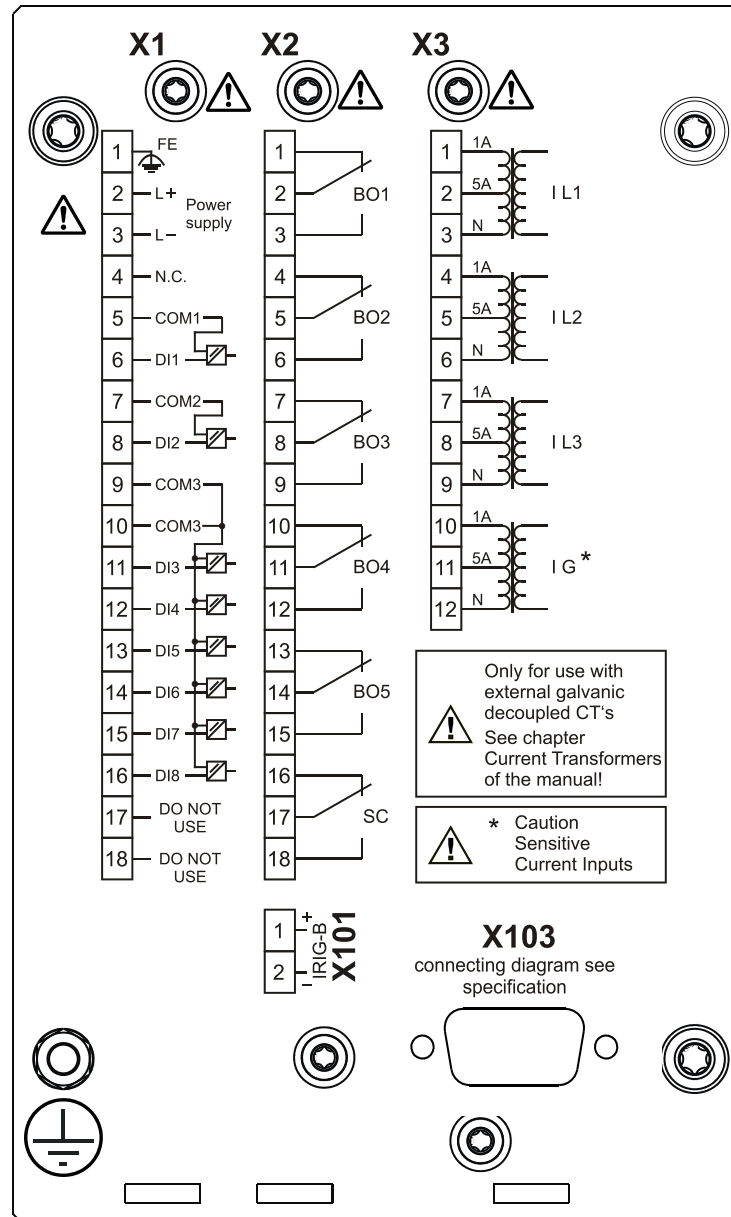 X1 X2 X3
1 FE
2 L+
Power
supply
3 L–
4 N.C.
5 COM1
6 DI1
7 COM2
8 DI2
9 COM3
10 COM3
11 DI3
12 DI4
13 DI5
14 DI6
15 DI7
16 DI8
17 DO NOT
USE
18 DO NOT
USE
1
2 BO1
3
4
5 BO2
6
7
8 BO3
9
10
11 BO4
12
13
14 BO5
15
16
17 SC
18
1 1A
2 5A I L1
3 N
4 1A
5 5A I L2
6 N
7 1A
8 5A I L3
9 N
10 1A
11 5A I G*
12 N
Only for use with
external galvanic
decoupled CT‘s
See chapter
Current Transformers
of the manual!
* Caution
Sensitive
Current Inputs
1 +
2 –
IRIG-B
X101
X103
connecting diagram see
specification